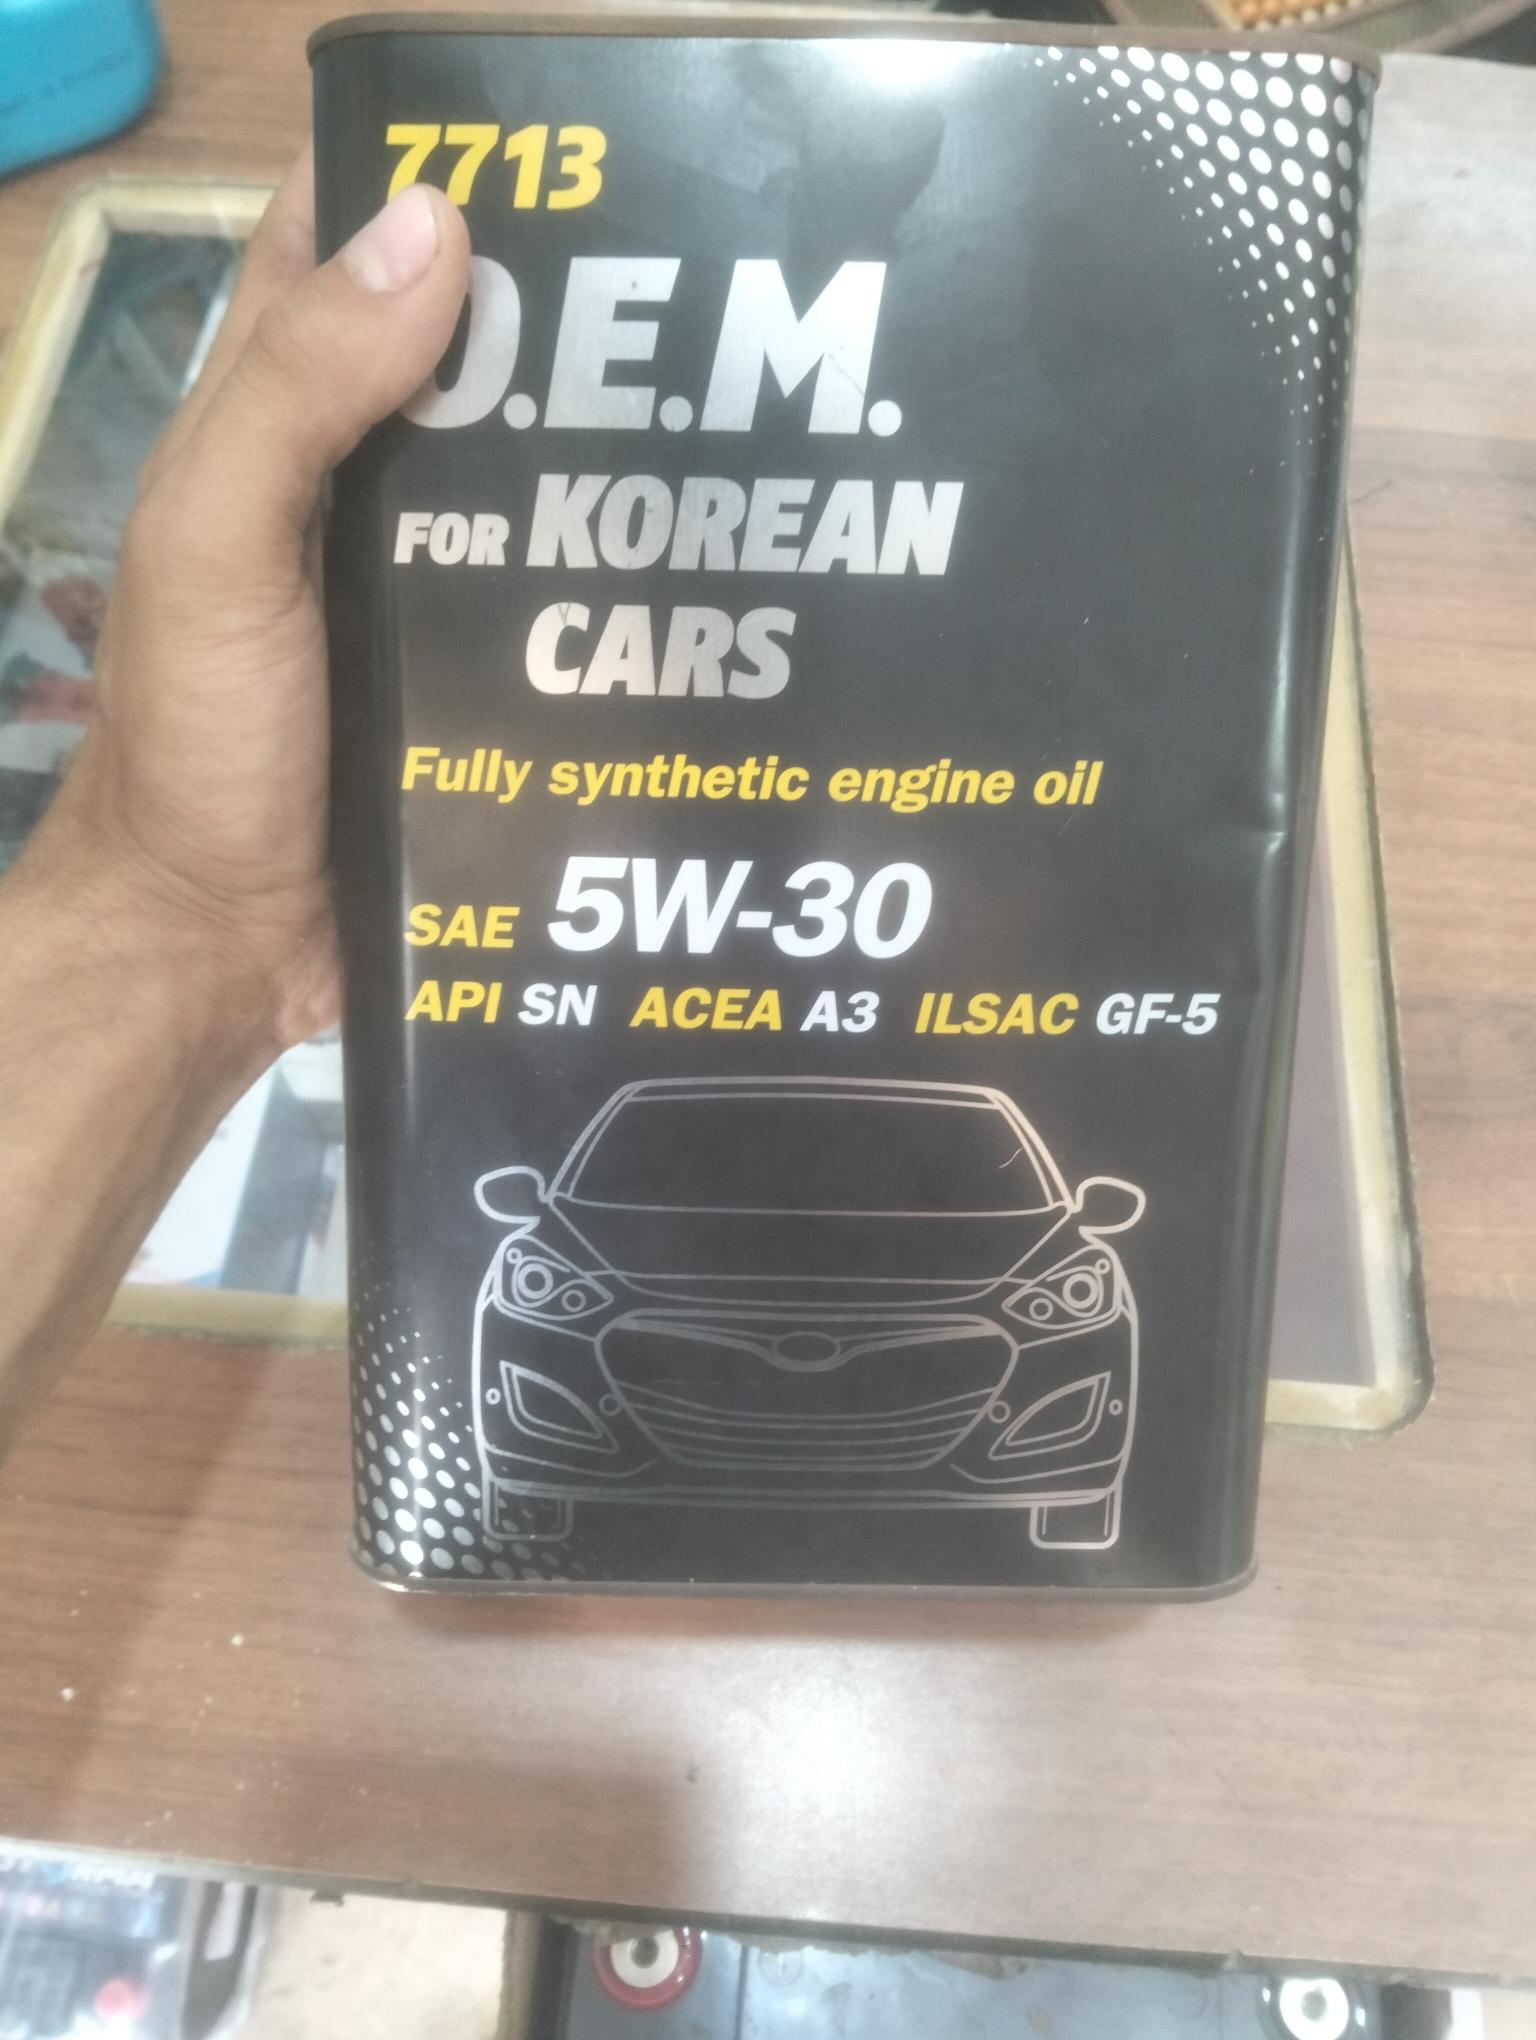 7713
O.E.M.
FOR KOREAN
CARS
Fully synthetic engine oil
SAE 5W-30
API SN ACEA A3 ILSAC GF-5